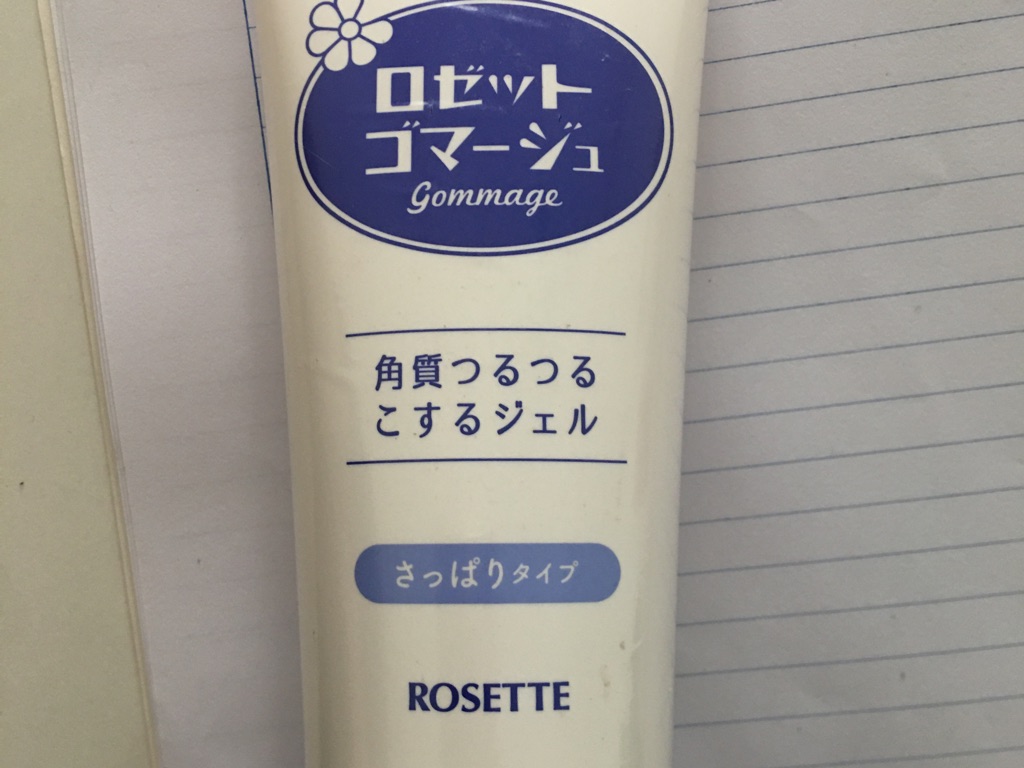 ロゼット
ゴマージュ
Gommage
角質つるつる
こするジェル
さっぱりタイプ
ROSETTE